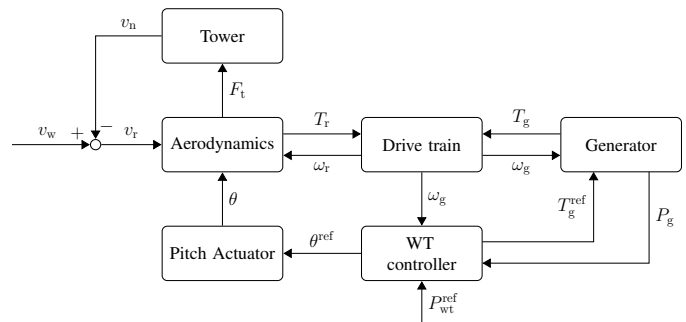 v_n
Tower
F_t
v_w
+
−
v_r
Aerodynamics
T_r
ω_r
Drive train
T_g
ω_g
Generator
θ
ω_g
T_g^ref
P_g
Pitch Actuator
θ^ref
WT
controller
P_wt^ref